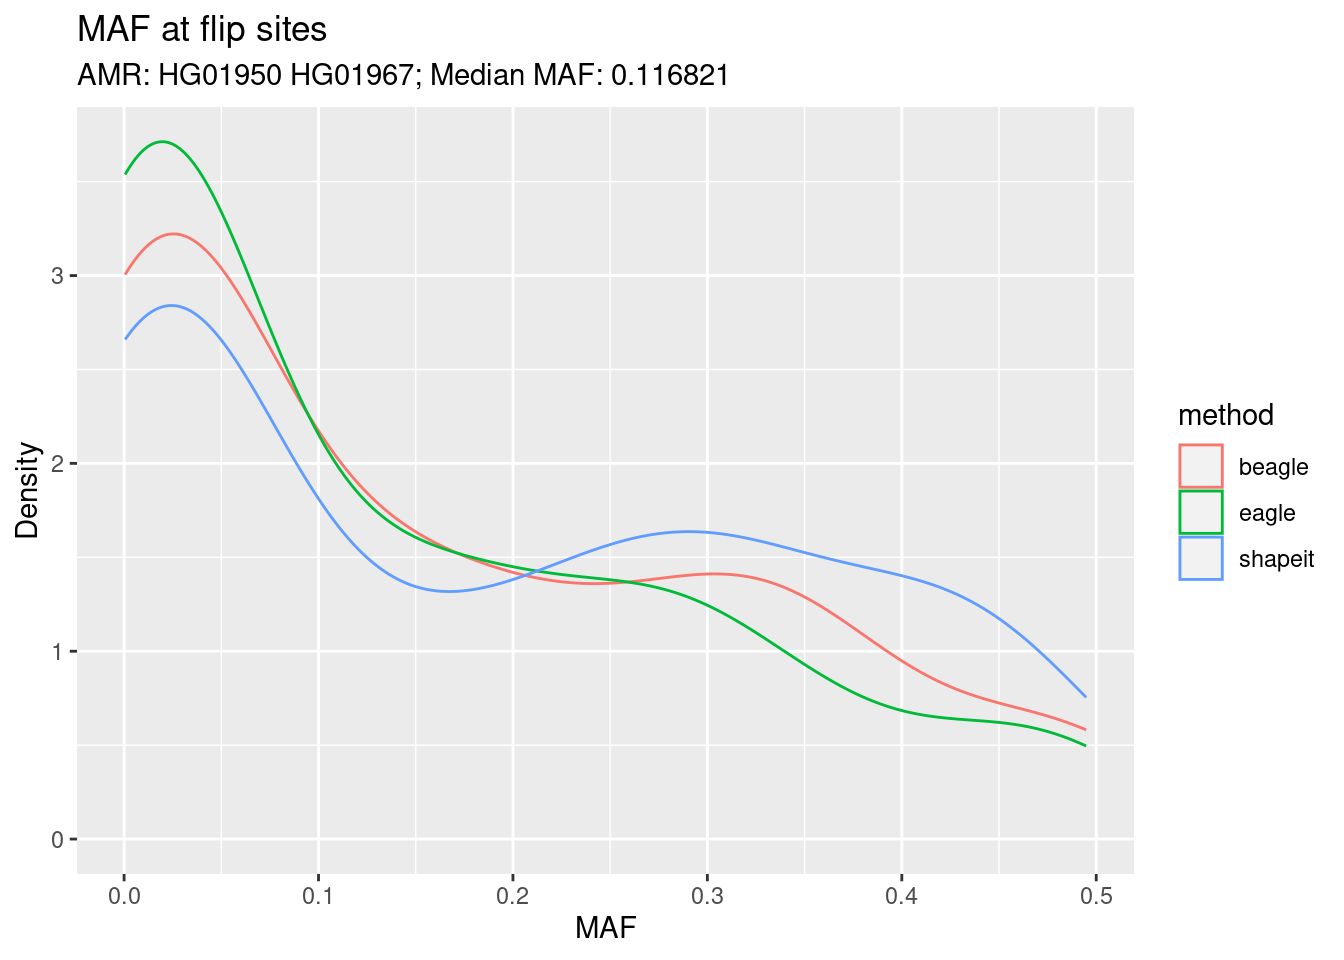 MAF at flip sites
AMR: HG01950 HG01967; Median MAF: 0.116821
Density
3
2
1
0
0.0 0.1 0.2 0.3 0.4 0.5
MAF
method
beagle
eagle
shapeit